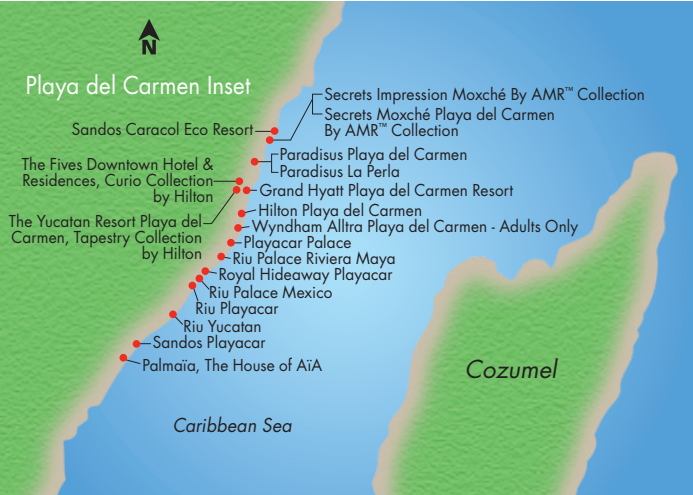 N
Playa del Carmen Inset
Secrets Impression Moxché By AMR™ Collection
Secrets Moxché Playa del Carmen
By AMR™ Collection
Sandos Caracol Eco Resort
Paradisus Playa del Carmen
Paradisus La Perla
The Fives Downtown Hotel &
Residences, Curio Collection
by Hilton
Grand Hyatt Playa del Carmen Resort
Hilton Playa del Carmen
The Yucatan Resort Playa del
Carmen, Tapestry Collection
by Hilton
Wyndham Alltra Playa del Carmen - Adults Only
Playacar Palace
Riu Palace Riviera Maya
Royal Hideaway Playacar
Riu Palace Mexico
Riu Playacar
Riu Yucatan
Sandos Playacar
Palmaïa, The House of AïA
Cozumel
Caribbean Sea